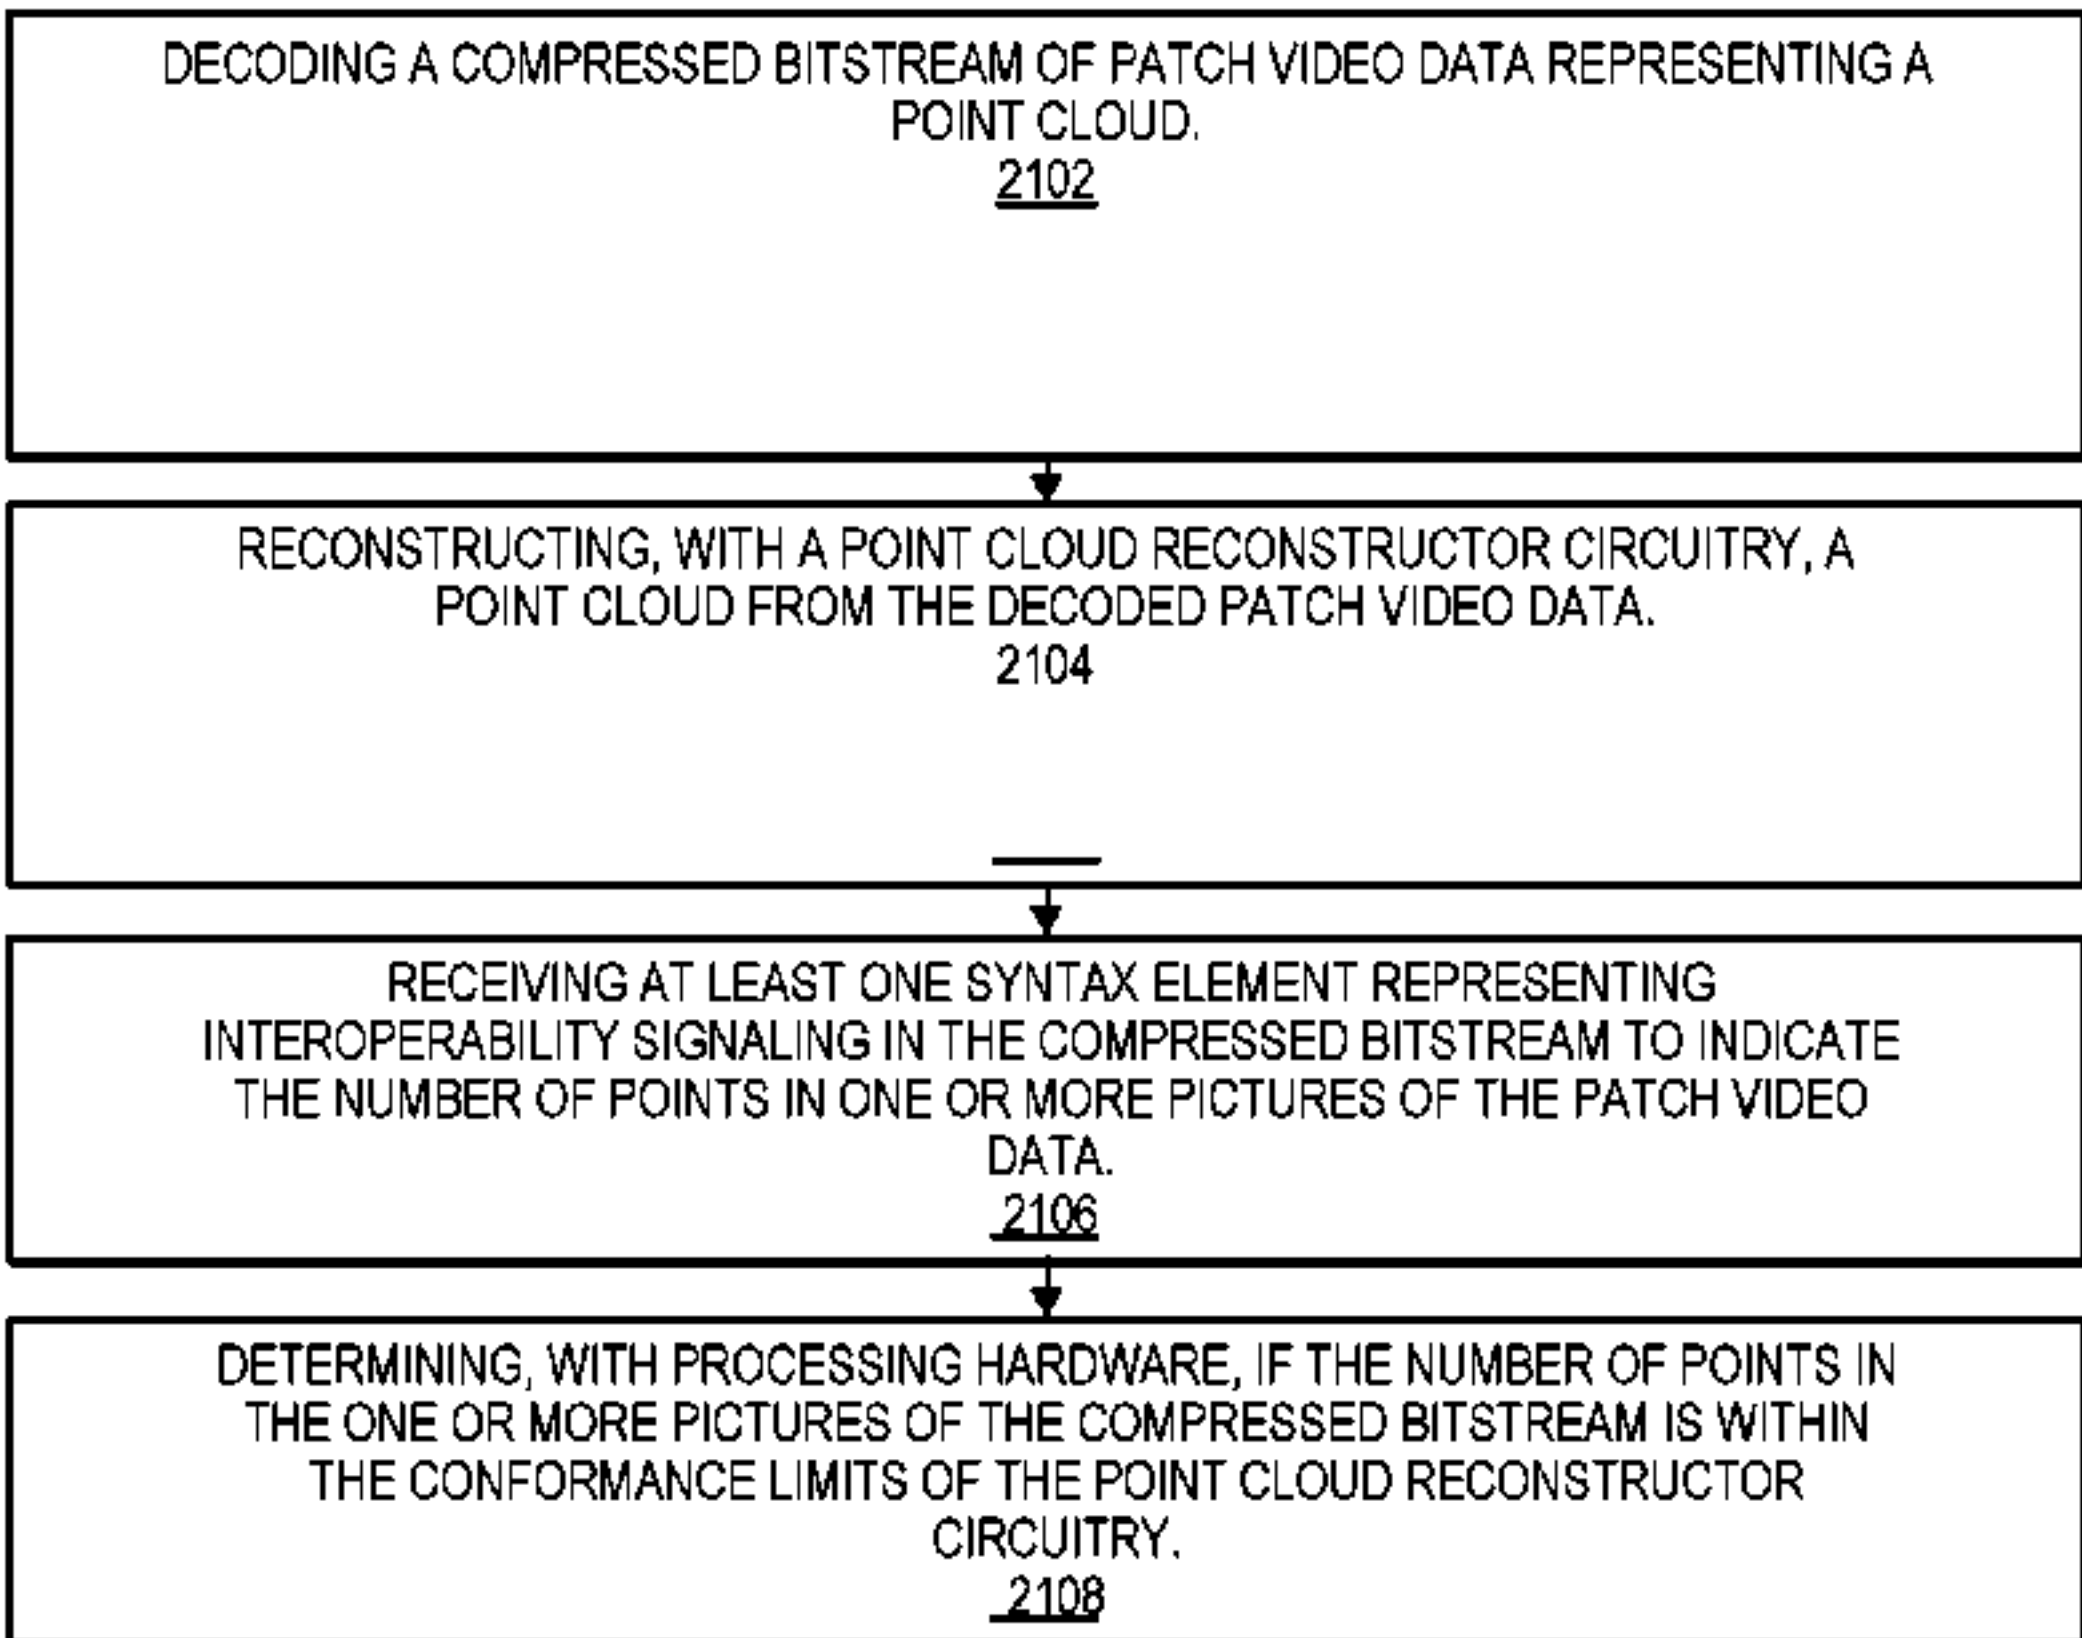 DECODING A COMPRESSED BITSTREAM OF PATCH VIDEO DATA REPRESENTING A
POINT CLOUD.
2102
RECONSTRUCTING, WITH A POINT CLOUD RECONSTRUCTOR CIRCUITRY, A
POINT CLOUD FROM THE DECODED PATCH VIDEO DATA.
2104
RECEIVING AT LEAST ONE SYNTAX ELEMENT REPRESENTING
INTEROPERABILITY SIGNALING IN THE COMPRESSED BITSTREAM TO INDICATE
THE NUMBER OF POINTS IN ONE OR MORE PICTURES OF THE PATCH VIDEO
DATA.
2106
DETERMINING, WITH PROCESSING HARDWARE, IF THE NUMBER OF POINTS IN
THE ONE OR MORE PICTURES OF THE COMPRESSED BITSTREAM IS WITHIN
THE CONFORMANCE LIMITS OF THE POINT CLOUD RECONSTRUCTOR
CIRCUITRY.
2108